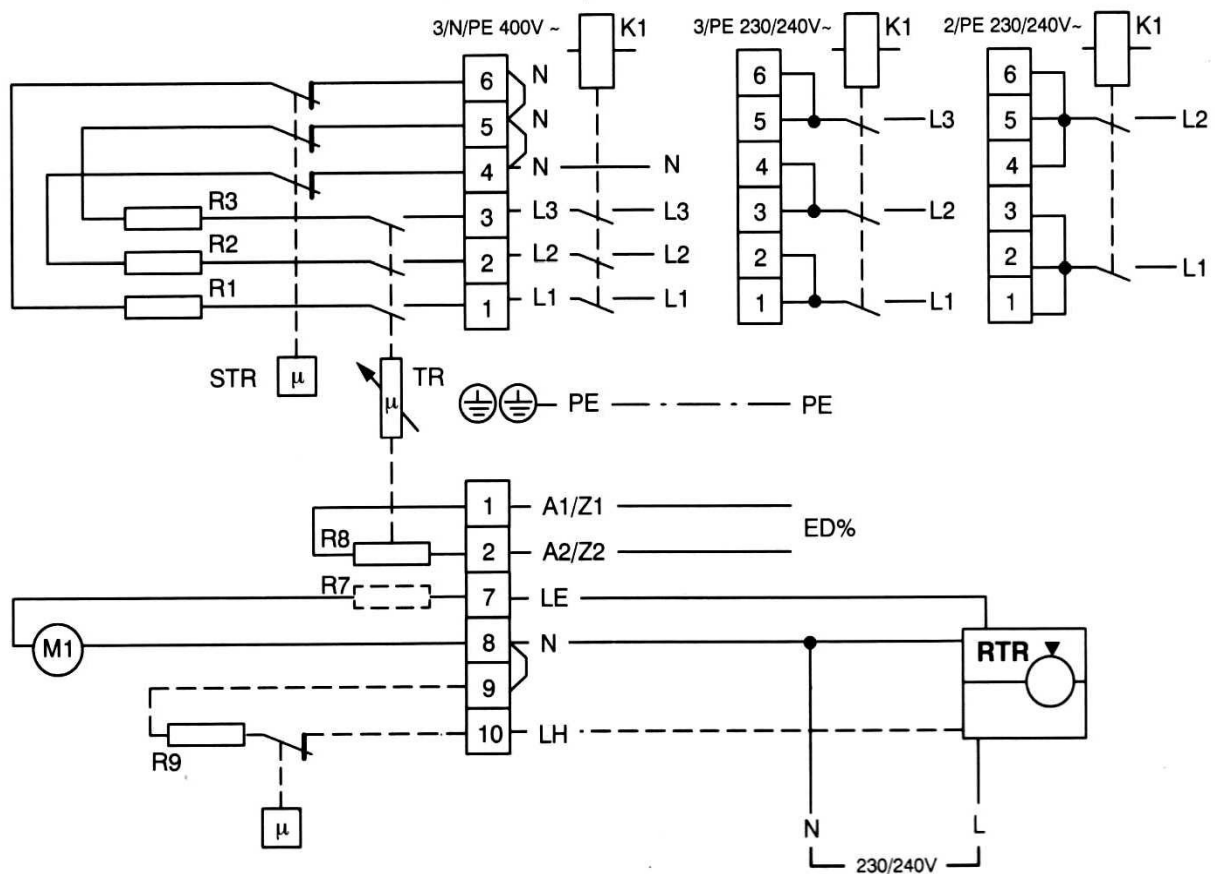 3/N/PE 400V ~ K1 3/PE 230/240V~ K1 2/PE 230/240V~ K1
6 N 6 6
5 N 5 L3 5 L2
4 N N 4 4
R3 3 L3 L3 3 L2 3
R2 2 L2 L2 2 2 L1
R1 1 L1 L1 1 L1 1
STR µ TR
µ PE PE
1 A1/Z1
ED%
R8 2 A2/Z2
R7 7 LE
M1 8 N RTR
9
10 LH
R9
µ
N L
230/240V